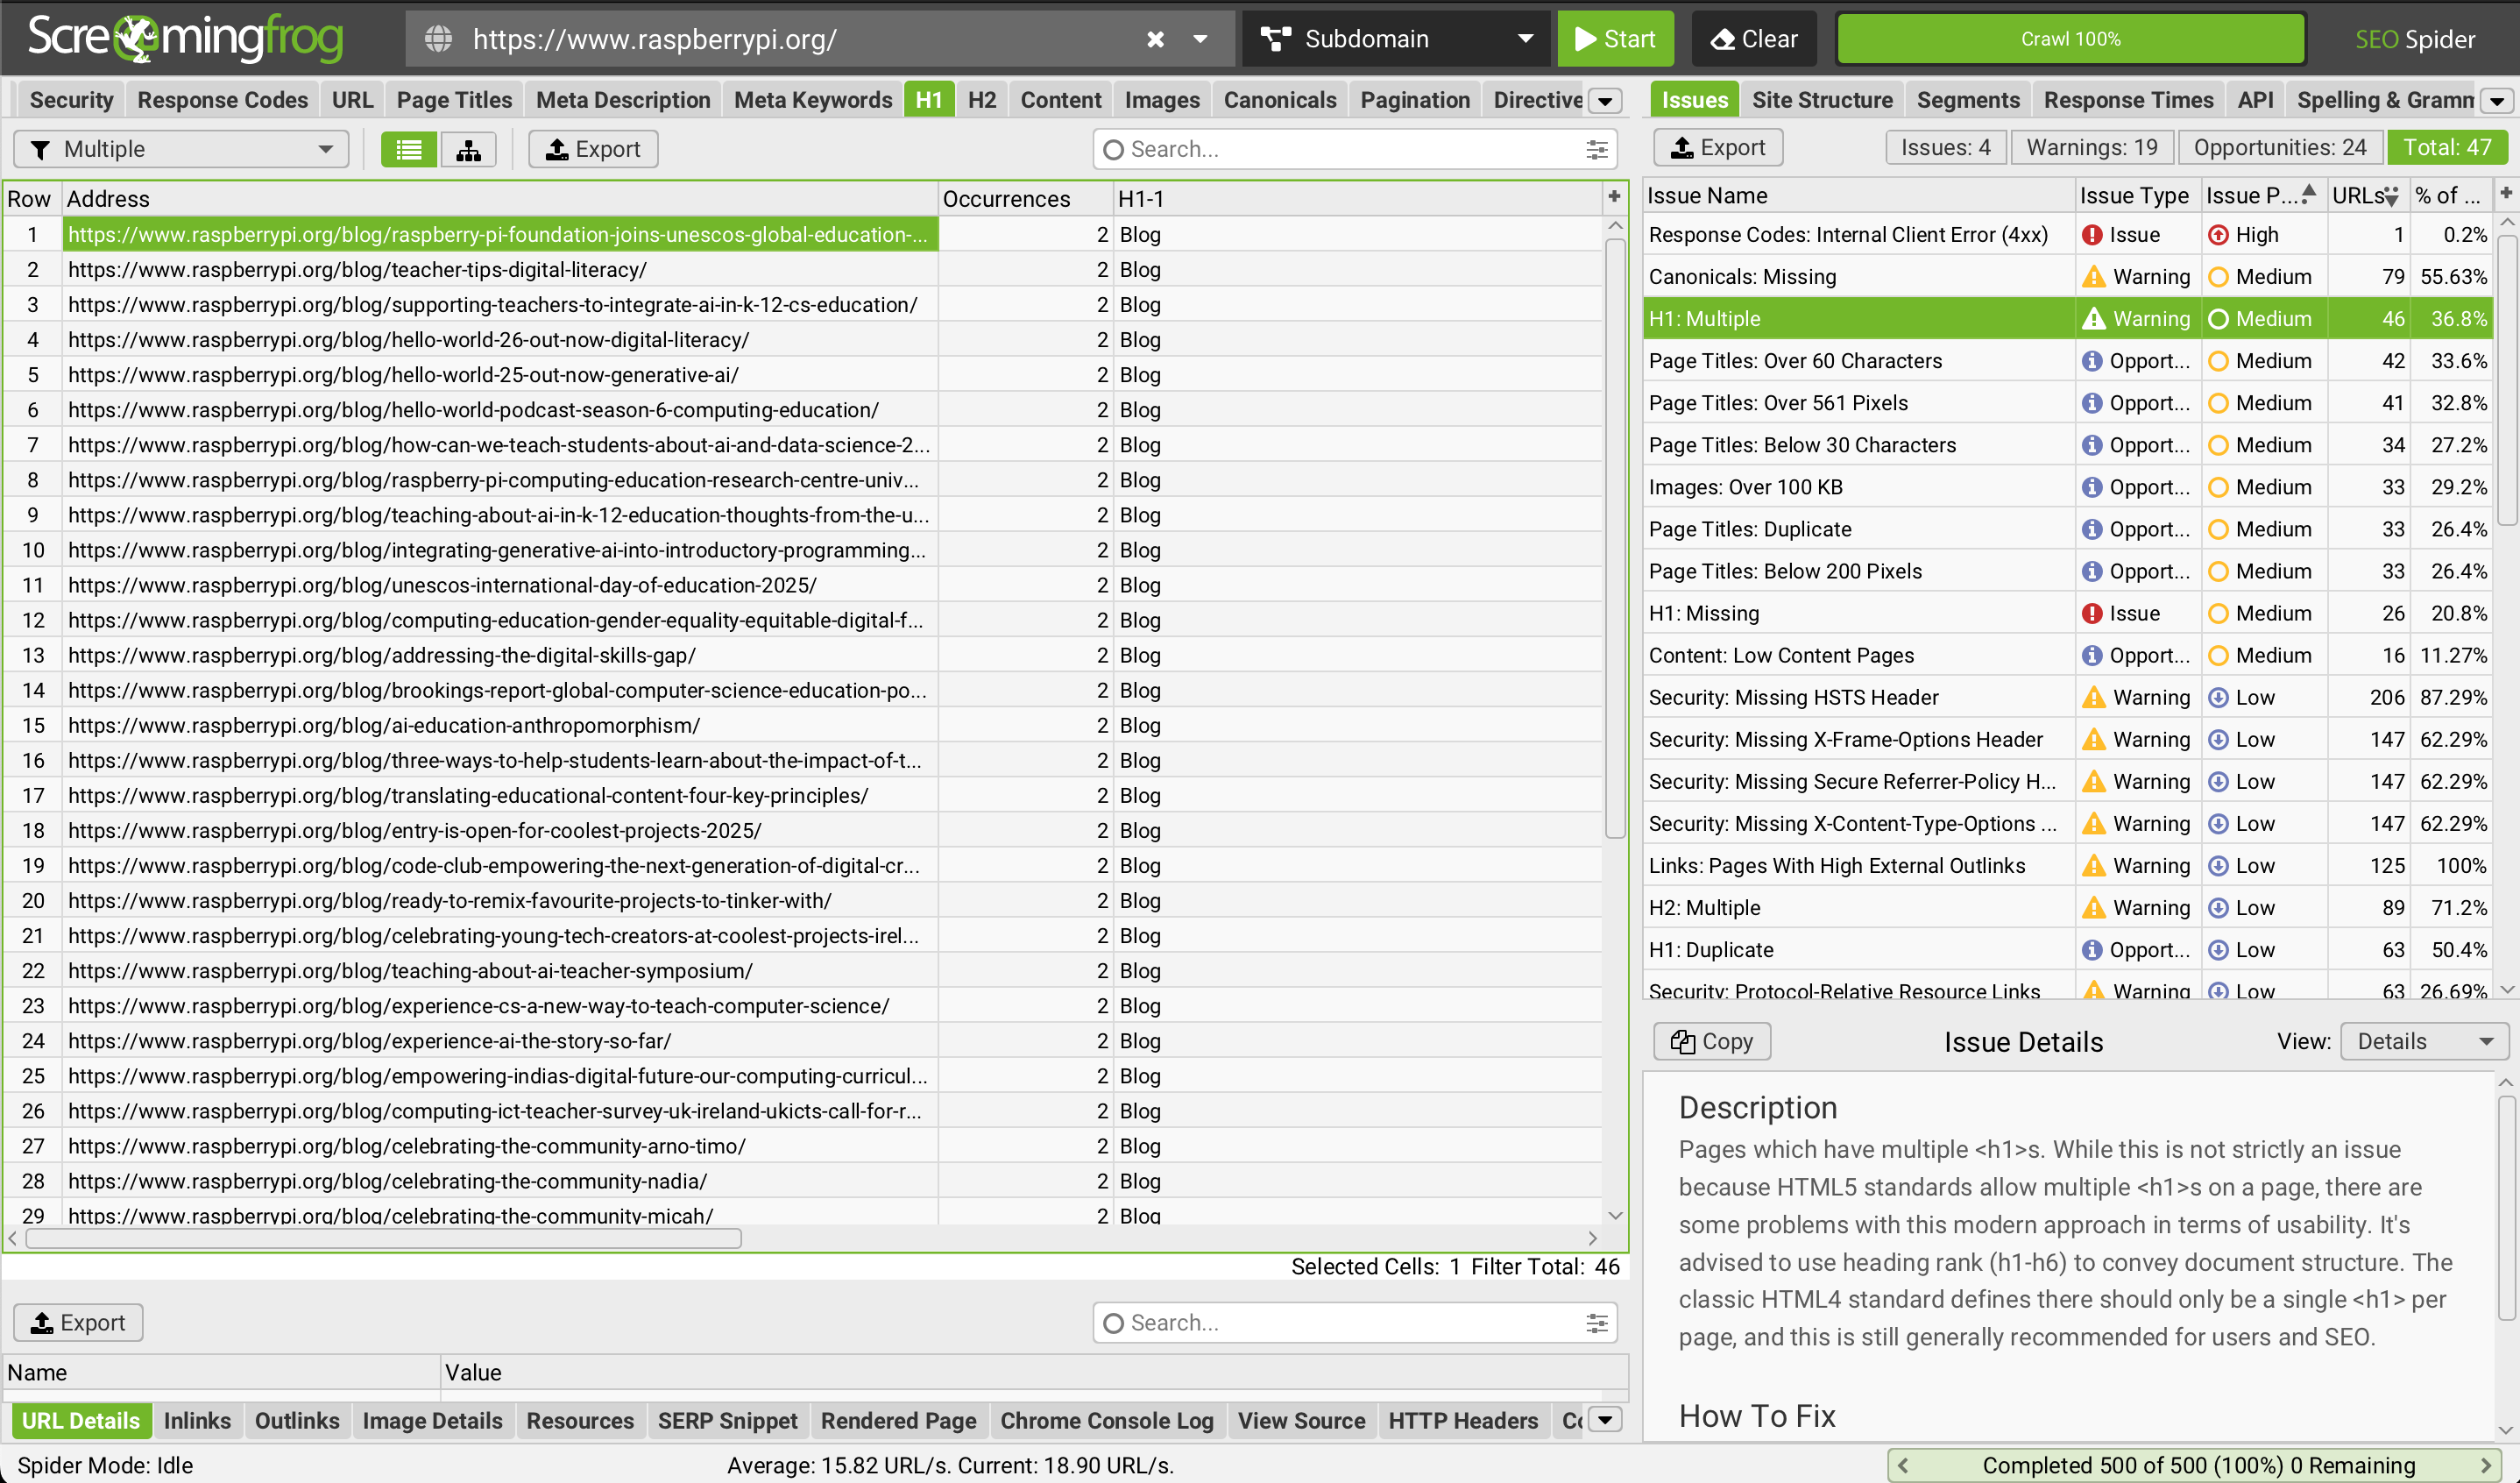 Screamingfrog
https://www.raspberrypi.org/
Subdomain
Start
Clear
Crawl 100%
SEO Spider
Security Response Codes URL Page Titles Meta Description Meta Keywords H1 H2 Content Images Canonicals Pagination Directive
Multiple
Export
Search...
Row Address Occurrences H1-1
1 https://www.raspberrypi.org/blog/raspberry-pi-foundation-joins-unescos-global-education-... 2 Blog
2 https://www.raspberrypi.org/blog/teacher-tips-digital-literacy/ 2 Blog
3 https://www.raspberrypi.org/blog/supporting-teachers-to-integrate-ai-in-k-12-cs-education/ 2 Blog
4 https://www.raspberrypi.org/blog/hello-world-26-out-now-digital-literacy/ 2 Blog
5 https://www.raspberrypi.org/blog/hello-world-25-out-now-generative-ai/ 2 Blog
6 https://www.raspberrypi.org/blog/hello-world-podcast-season-6-computing-education/ 2 Blog
7 https://www.raspberrypi.org/blog/how-can-we-teach-students-about-ai-and-data-science-2... 2 Blog
8 https://www.raspberrypi.org/blog/raspberry-pi-computing-education-research-centre-univ... 2 Blog
9 https://www.raspberrypi.org/blog/teaching-about-ai-in-k-12-education-thoughts-from-the-u... 2 Blog
10 https://www.raspberrypi.org/blog/integrating-generative-ai-into-introductory-programming... 2 Blog
11 https://www.raspberrypi.org/blog/unescos-international-day-of-education-2025/ 2 Blog
12 https://www.raspberrypi.org/blog/computing-education-gender-equality-equitable-digital-f... 2 Blog
13 https://www.raspberrypi.org/blog/addressing-the-digital-skills-gap/ 2 Blog
14 https://www.raspberrypi.org/blog/brookings-report-global-computer-science-education-po... 2 Blog
15 https://www.raspberrypi.org/blog/ai-education-anthropomorphism/ 2 Blog
16 https://www.raspberrypi.org/blog/three-ways-to-help-students-learn-about-the-impact-of-t... 2 Blog
17 https://www.raspberrypi.org/blog/translating-educational-content-four-key-principles/ 2 Blog
18 https://www.raspberrypi.org/blog/entry-is-open-for-coolest-projects-2025/ 2 Blog
19 https://www.raspberrypi.org/blog/code-club-empowering-the-next-generation-of-digital-cr... 2 Blog
20 https://www.raspberrypi.org/blog/ready-to-remix-favourite-projects-to-tinker-with/ 2 Blog
21 https://www.raspberrypi.org/blog/celebrating-young-tech-creators-at-coolest-projects-irel... 2 Blog
22 https://www.raspberrypi.org/blog/teaching-about-ai-teacher-symposium/ 2 Blog
23 https://www.raspberrypi.org/blog/experience-cs-a-new-way-to-teach-computer-science/ 2 Blog
24 https://www.raspberrypi.org/blog/experience-ai-the-story-so-far/ 2 Blog
25 https://www.raspberrypi.org/blog/empowering-indias-digital-future-our-computing-curricul... 2 Blog
26 https://www.raspberrypi.org/blog/computing-ict-teacher-survey-uk-ireland-ukicts-call-for-r... 2 Blog
27 https://www.raspberrypi.org/blog/celebrating-the-community-arno-timo/ 2 Blog
28 https://www.raspberrypi.org/blog/celebrating-the-community-nadia/ 2 Blog
29 https://www.raspberrypi.org/blog/celebrating-the-community-micah/ 2 Blog
Selected Cells: 1 Filter Total: 46
Export
Search...
Name Value
URL Details Inlinks Outlinks Image Details Resources SERP Snippet Rendered Page Chrome Console Log View Source HTTP Headers
Issues Site Structure Segments Response Times API Spelling & Gramm
Export
Issues: 4 Warnings: 19 Opportunities: 24 Total: 47
Issue Name Issue Type Issue P... URLs % of ...
Response Codes: Internal Client Error (4xx) Issue High 1 0.2%
Canonicals: Missing Warning Medium 79 55.63%
H1: Multiple Warning Medium 46 36.8%
Page Titles: Over 60 Characters Opport... Medium 42 33.6%
Page Titles: Over 561 Pixels Opport... Medium 41 32.8%
Page Titles: Below 30 Characters Opport... Medium 34 27.2%
Images: Over 100 KB Opport... Medium 33 29.2%
Page Titles: Duplicate Opport... Medium 33 26.4%
Page Titles: Below 200 Pixels Opport... Medium 33 26.4%
H1: Missing Issue Medium 26 20.8%
Content: Low Content Pages Opport... Medium 16 11.27%
Security: Missing HSTS Header Warning Low 206 87.29%
Security: Missing X-Frame-Options Header Warning Low 147 62.29%
Security: Missing Secure Referrer-Policy H... Warning Low 147 62.29%
Security: Missing X-Content-Type-Options ... Warning Low 147 62.29%
Links: Pages With High External Outlinks Warning Low 125 100%
H2: Multiple Warning Low 89 71.2%
H1: Duplicate Opport... Low 63 50.4%
Security: Protocol-Relative Resource Links Warning Low 63 26.69%
Copy
Issue Details
View: Details
Description
Pages which have multiple <h1>s. While this is not strictly an issue
because HTML5 standards allow multiple <h1>s on a page, there are
some problems with this modern approach in terms of usability. It's
advised to use heading rank (h1-h6) to convey document structure. The
classic HTML4 standard defines there should only be a single <h1> per
page, and this is still generally recommended for users and SEO.
How To Fix
Spider Mode: Idle
Average: 15.82 URL/s. Current: 18.90 URL/s.
Completed 500 of 500 (100%) 0 Remaining